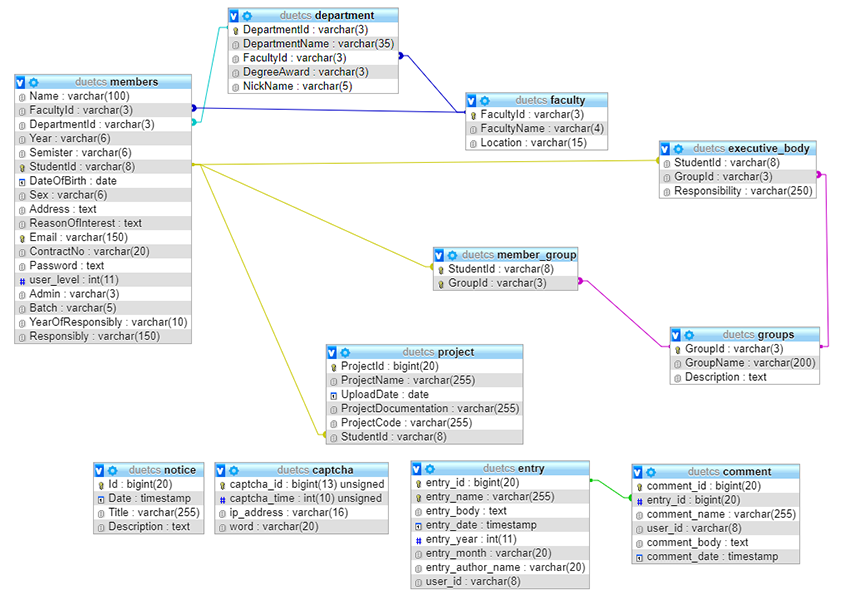 duetcs department
DepartmentId : varchar(3)
DepartmentName : varchar(35)
FacultyId : varchar(3)
DegreeAward : varchar(3)
NickName : varchar(5)
duetcs members
Name : varchar(100)
FacultyId : varchar(3)
DepartmentId : varchar(3)
Year : varchar(6)
Semister : varchar(6)
StudentId : varchar(8)
DateOfBirth : date
Sex : varchar(6)
Address : text
ReasonOfInterest : text
Email : varchar(150)
ContractNo : varchar(20)
Password : text
user_level : int(11)
Admin : varchar(3)
Batch : varchar(5)
YearOfResponsibly : varchar(10)
Responsibly : varchar(150)
duetcs faculty
FacultyId : varchar(3)
FacultyName : varchar(4)
Location : varchar(15)
duetcs executive_body
StudentId : varchar(8)
GroupId : varchar(3)
Responsibility : varchar(250)
duetcs member_group
StudentId : varchar(8)
GroupId : varchar(3)
duetcs groups
GroupId : varchar(3)
GroupName : varchar(200)
Description : text
duetcs project
ProjectId : bigint(20)
ProjectName : varchar(255)
UploadDate : date
ProjectDocumentation : varchar(255)
ProjectCode : varchar(255)
StudentId : varchar(8)
duetcs notice
Id : bigint(20)
Date : timestamp
Title : varchar(255)
Description : text
duetcs captcha
captcha_id : bigint(13) unsigned
captcha_time : int(10) unsigned
ip_address : varchar(16)
word : varchar(20)
duetcs entry
entry_id : bigint(20)
entry_name : varchar(255)
entry_body : text
entry_date : timestamp
entry_year : int(11)
entry_month : varchar(20)
entry_author_name : varchar(20)
user_id : varchar(8)
duetcs comment
comment_id : bigint(20)
entry_id : bigint(20)
comment_name : varchar(255)
user_id : varchar(8)
comment_body : text
comment_date : timestamp